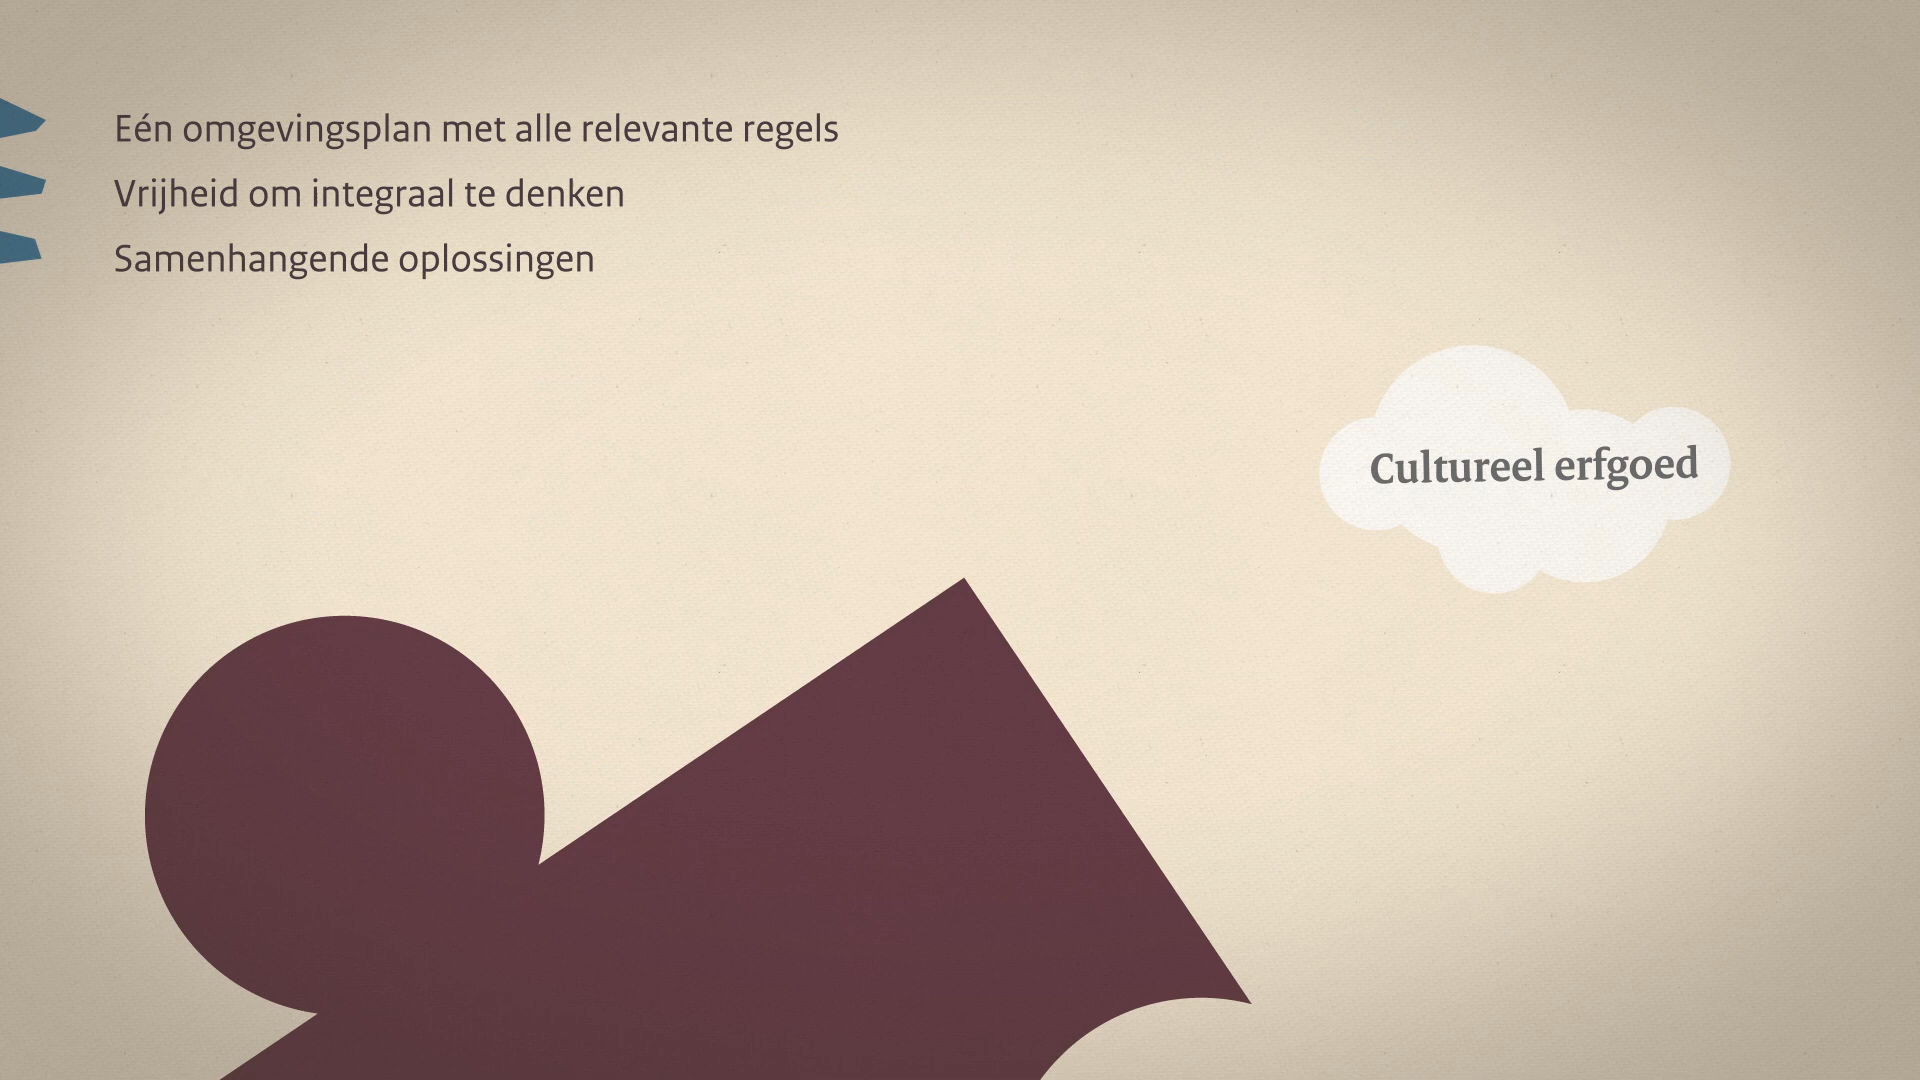 Eén omgevingsplan met alle relevante regels
Vrijheid om integraal te denken
Samenhangende oplossingen
Cultureel erfgoed